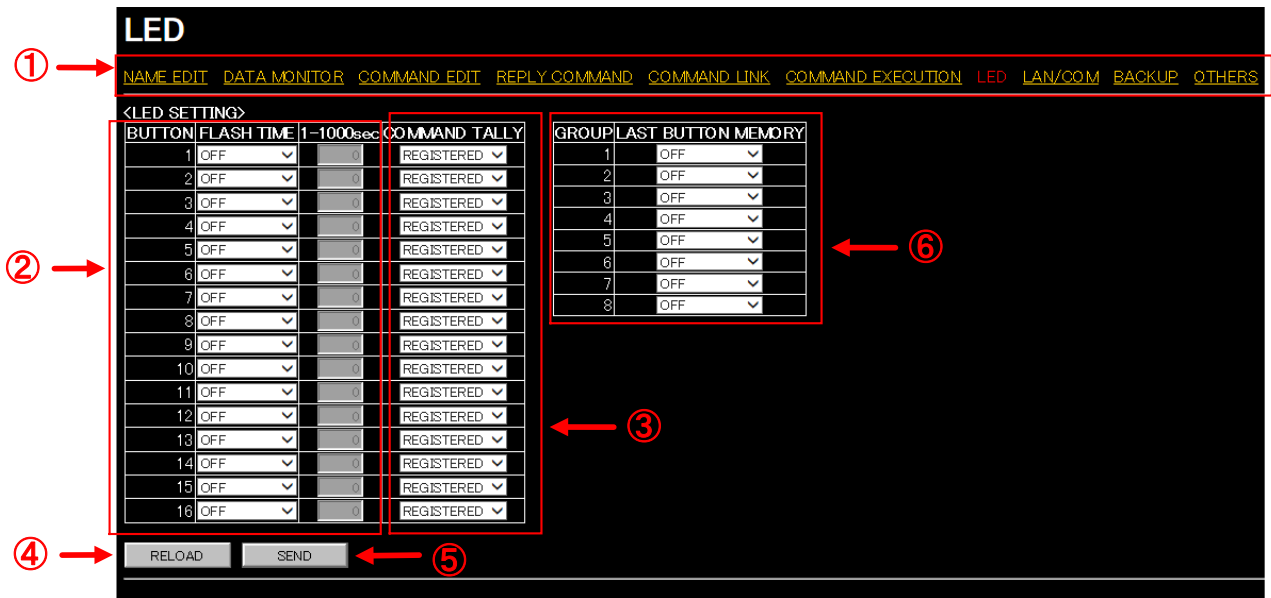 LED
①
NAME EDIT DATA MONITOR COMMAND EDIT REPLY COMMAND COMMAND LINK COMMAND EXECUTION LED LAN/COM BACKUP OTHERS
<LED SETTING>
BUTTON FLASH TIME 1-1000sec COMMAND TALLY
1 OFF 0 REGISTERED
2 OFF 0 REGISTERED
3 OFF 0 REGISTERED
4 OFF 0 REGISTERED
5 OFF 0 REGISTERED
②
6 OFF 0 REGISTERED
7 OFF 0 REGISTERED
8 OFF 0 REGISTERED
9 OFF 0 REGISTERED
10 OFF 0 REGISTERED
11 OFF 0 REGISTERED
12 OFF 0 REGISTERED
13 OFF 0 REGISTERED
14 OFF 0 REGISTERED
15 OFF 0 REGISTERED
16 OFF 0 REGISTERED
③
GROUP LAST BUTTON MEMORY
1 OFF
2 OFF
3 OFF
4 OFF
5 OFF
6 OFF
7 OFF
8 OFF
⑥
④ RELOAD SEND ⑤